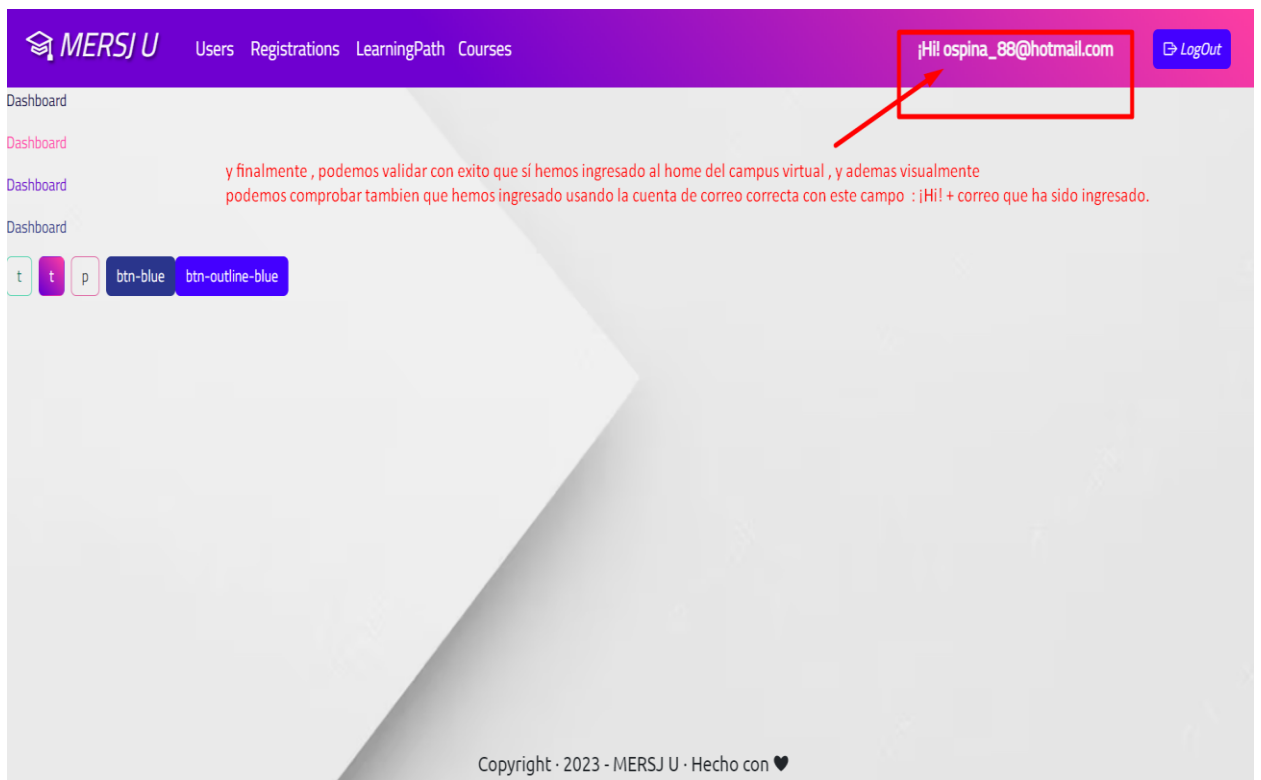 MERSJ U Users Registrations LearningPath Courses ¡Hi! ospina_88@hotmail.com LogOut
Dashboard
Dashboard
Dashboard
Dashboard
y finalmente , podemos validar con exito que sí hemos ingresado al home del campus virtual , y ademas visualmente
podemos comprobar tambien que hemos ingresado usando la cuenta de correo correcta con este campo : ¡Hi! + correo que ha sido ingresado.
t t p btn-blue btn-outline-blue
Copyright · 2023 - MERSJ U · Hecho con ♥